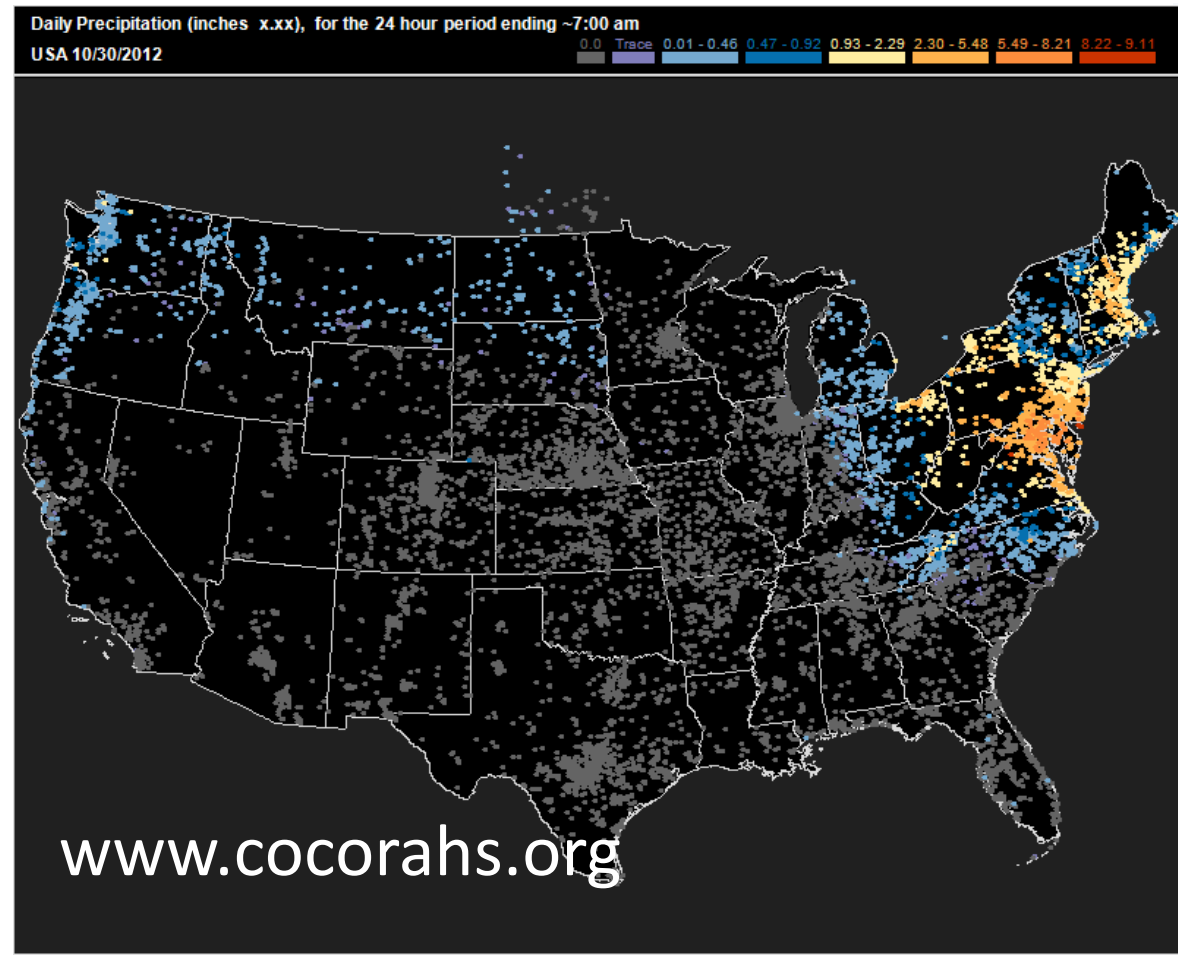 Daily Precipitation (inches x.xx), for the 24 hour period ending ~7:00 am
USA 10/30/2012
0.0 Trace 0.01 - 0.46 0.47 - 0.92 0.93 - 2.29 2.30 - 5.48 5.49 - 8.21 8.22 - 9.11
www.cocorahs.org